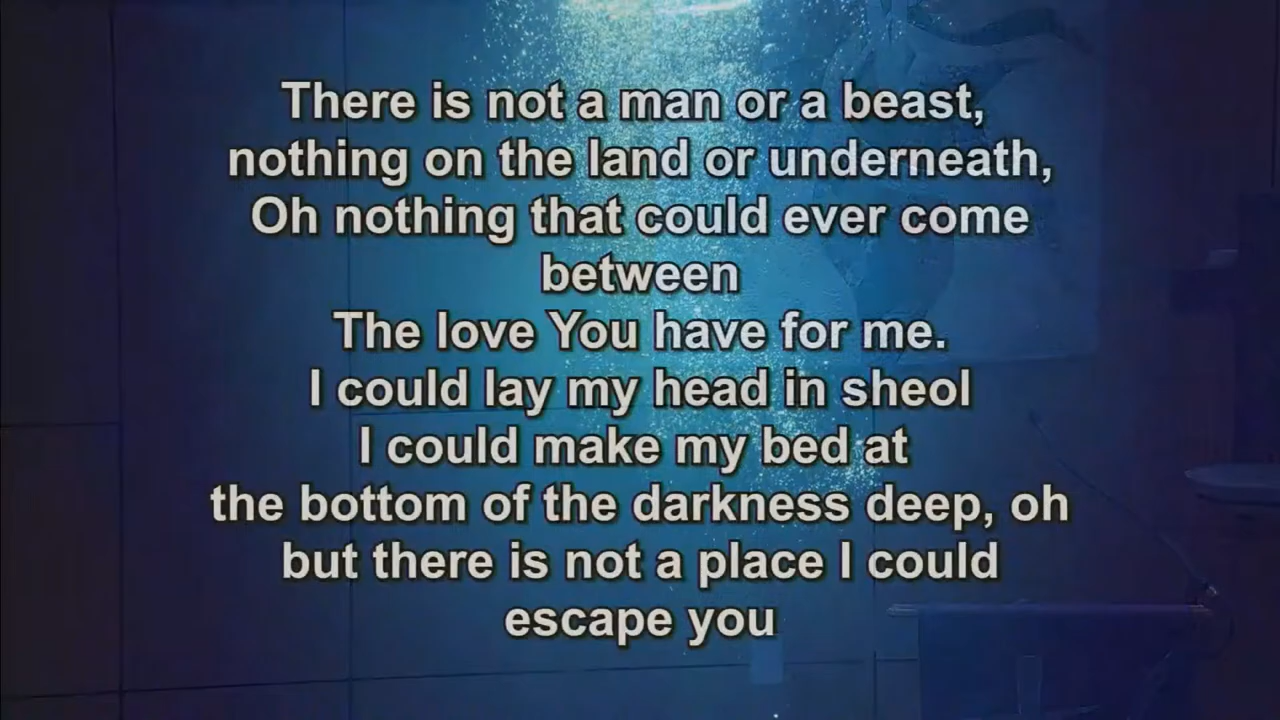 There is not a man or a beast,
nothing on the land or underneath,
Oh nothing that could ever come
between
The love You have for me.
I could lay my head in sheol
I could make my bed at
the bottom of the darkness deep, oh
but there is not a place I could
escape you